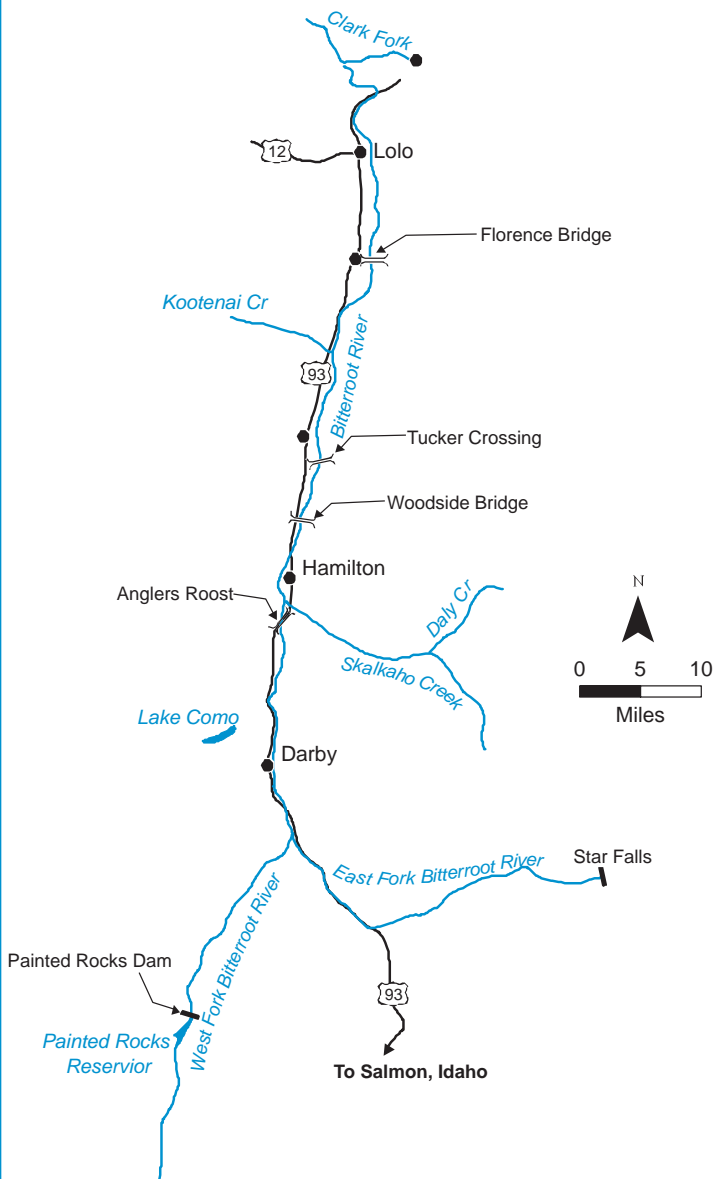 Clark Fork
12
Lolo
Florence Bridge
Kootenai Cr
Bitterroot River
93
Tucker Crossing
Woodside Bridge
Hamilton
Anglers Roost
Daly Cr
Skalkaho Creek
N
0 5 10
Miles
Lake Como
Darby
East Fork Bitterroot River
Star Falls
West Fork Bitterroot River
Painted Rocks Dam
93
Painted Rocks
Reservior
To Salmon, Idaho